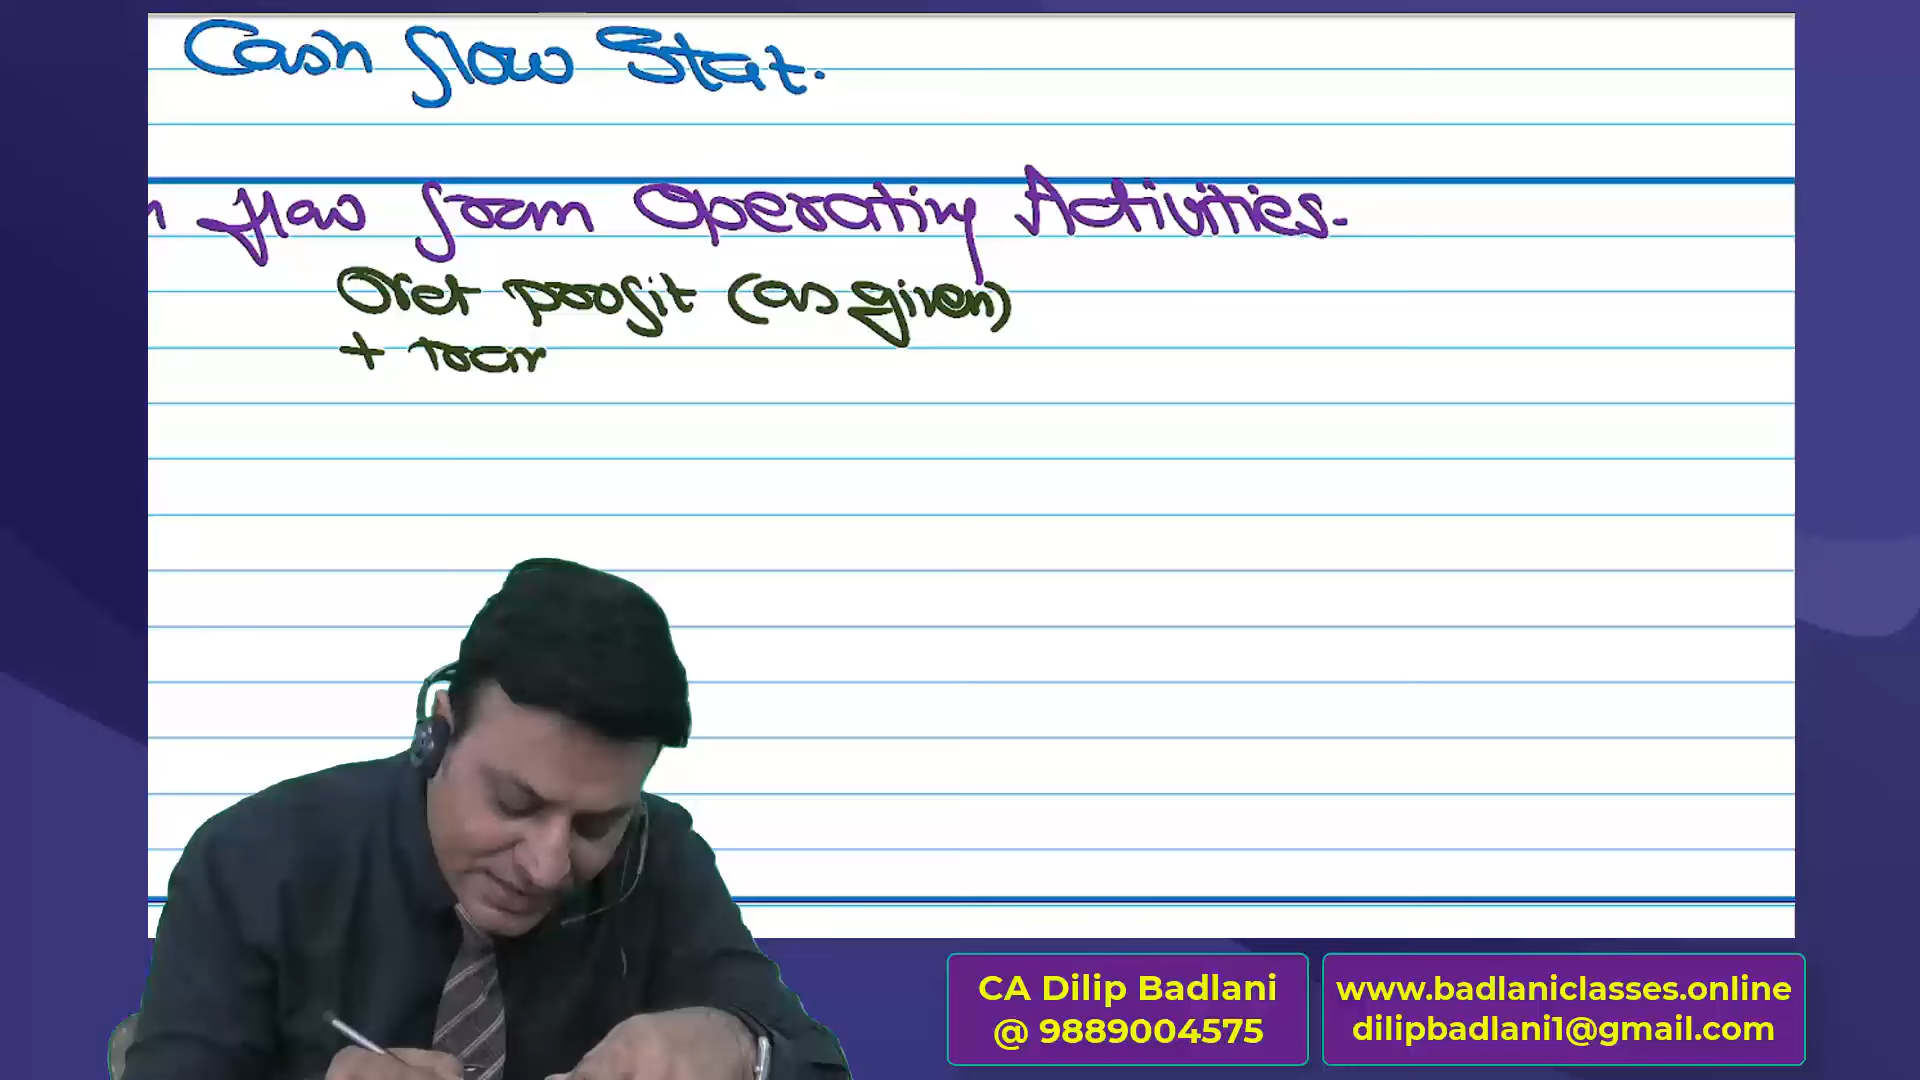 Cash flow Stat.
flow from Operating Activities.
Net profit (as given)
+ tran
CA Dilip Badlani
@ 9889004575
www.badlaniclasses.online
dilipbadlani1@gmail.com